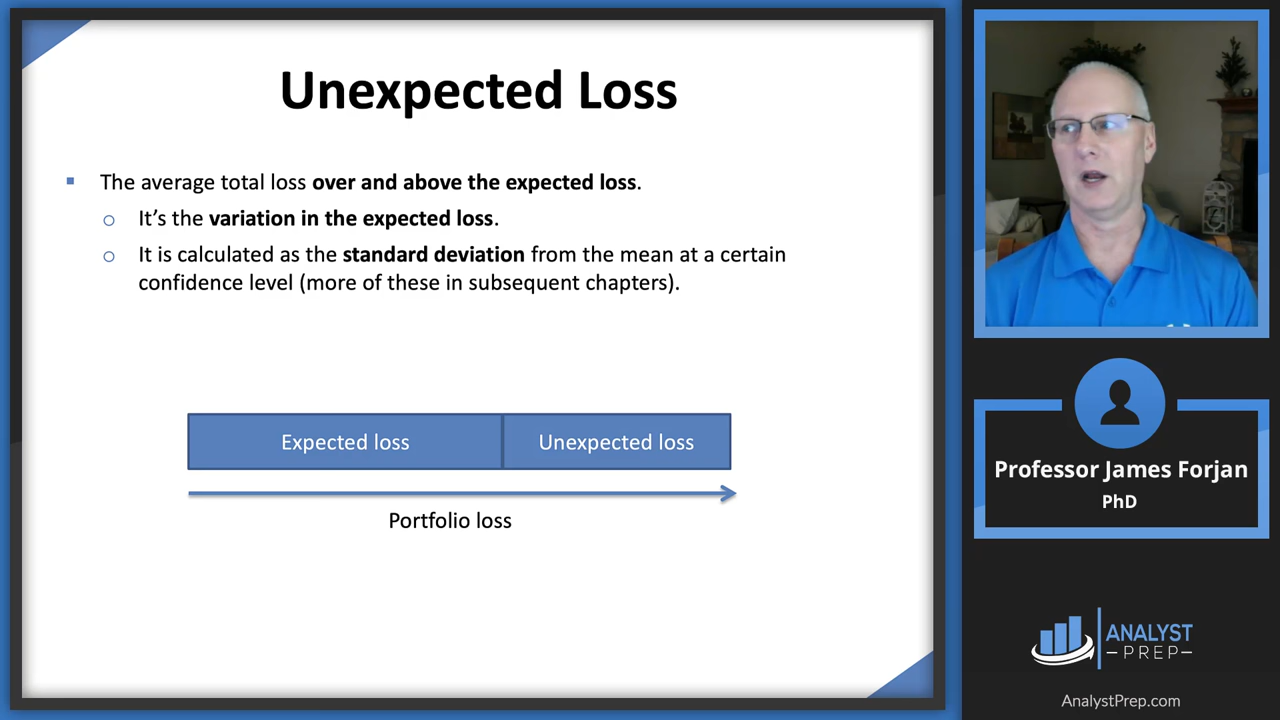 Unexpected Loss
The average total loss over and above the expected loss.
It’s the variation in the expected loss.
It is calculated as the standard deviation from the mean at a certain
confidence level (more of these in subsequent chapters).
Expected loss
Unexpected loss
Portfolio loss
Professor James Forjan
PhD
ANALYST
PREP
AnalystPrep.com